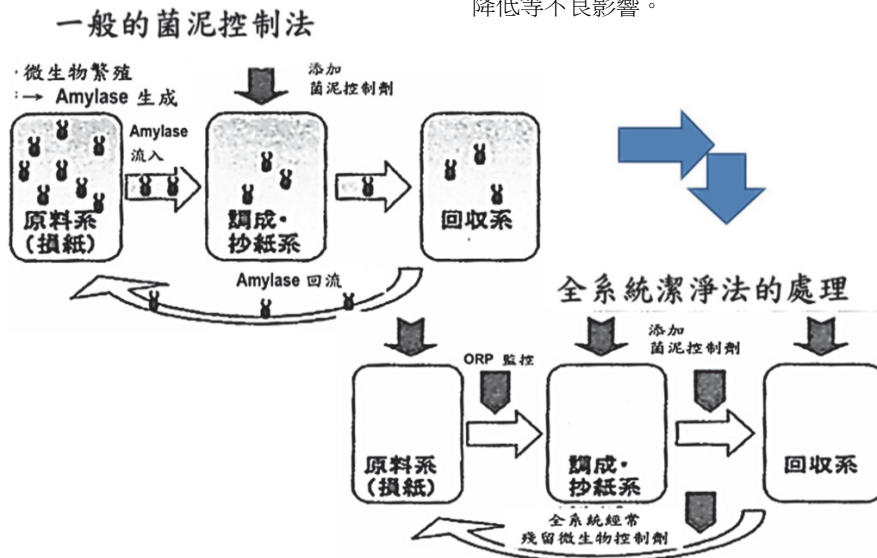 降低等不良影響。
一般的菌泥控制法
·微生物繁殖
:→ Amylase 生成
添加
菌泥控制劑
Amylase
流入
原料系
(損紙)
調成·
抄紙系
回収系
Amylase 回流
全系統潔淨法的處理
ORP 監控
添加
菌泥控制劑
原料系
(損紙)
調成·
抄紙系
回収系
全系統經常
殘留微生物控制劑